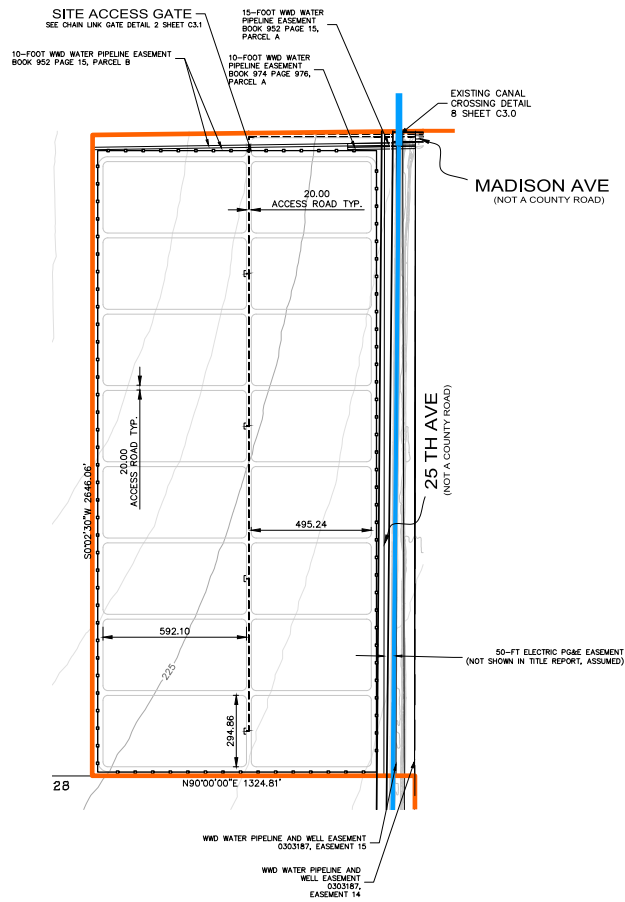 SITE ACCESS GATE
SEE CHAIN LINK GATE DETAIL 2 SHEET C3.1
15-FOOT WWD WATER
PIPELINE EASEMENT
BOOK 952 PAGE 15,
PARCEL A
10-FOOT WWD WATER PIPELINE EASEMENT
BOOK 952 PAGE 15, PARCEL B
10-FOOT WWD WATER
PIPELINE EASEMENT
BOOK 974 PAGE 976,
PARCEL A
EXISTING CANAL
CROSSING DETAIL
8 SHEET C3.0
MADISON AVE
(NOT A COUNTY ROAD)
20.00
ACCESS ROAD TYP.
20.00
ACCESS ROAD TYP.
25 TH AVE
(NOT A COUNTY ROAD)
S0°02'30"W 2646.06'
495.24
592.10
50-FT ELECTRIC PG&E EASEMENT
(NOT SHOWN IN TITLE REPORT, ASSUMED)
225
294.86
28
N90°00'00"E 1324.81'
WWD WATER PIPELINE AND WELL EASEMENT
0303187, EASEMENT 15
WWD WATER PIPELINE AND
WELL EASEMENT
0303187,
EASEMENT 14